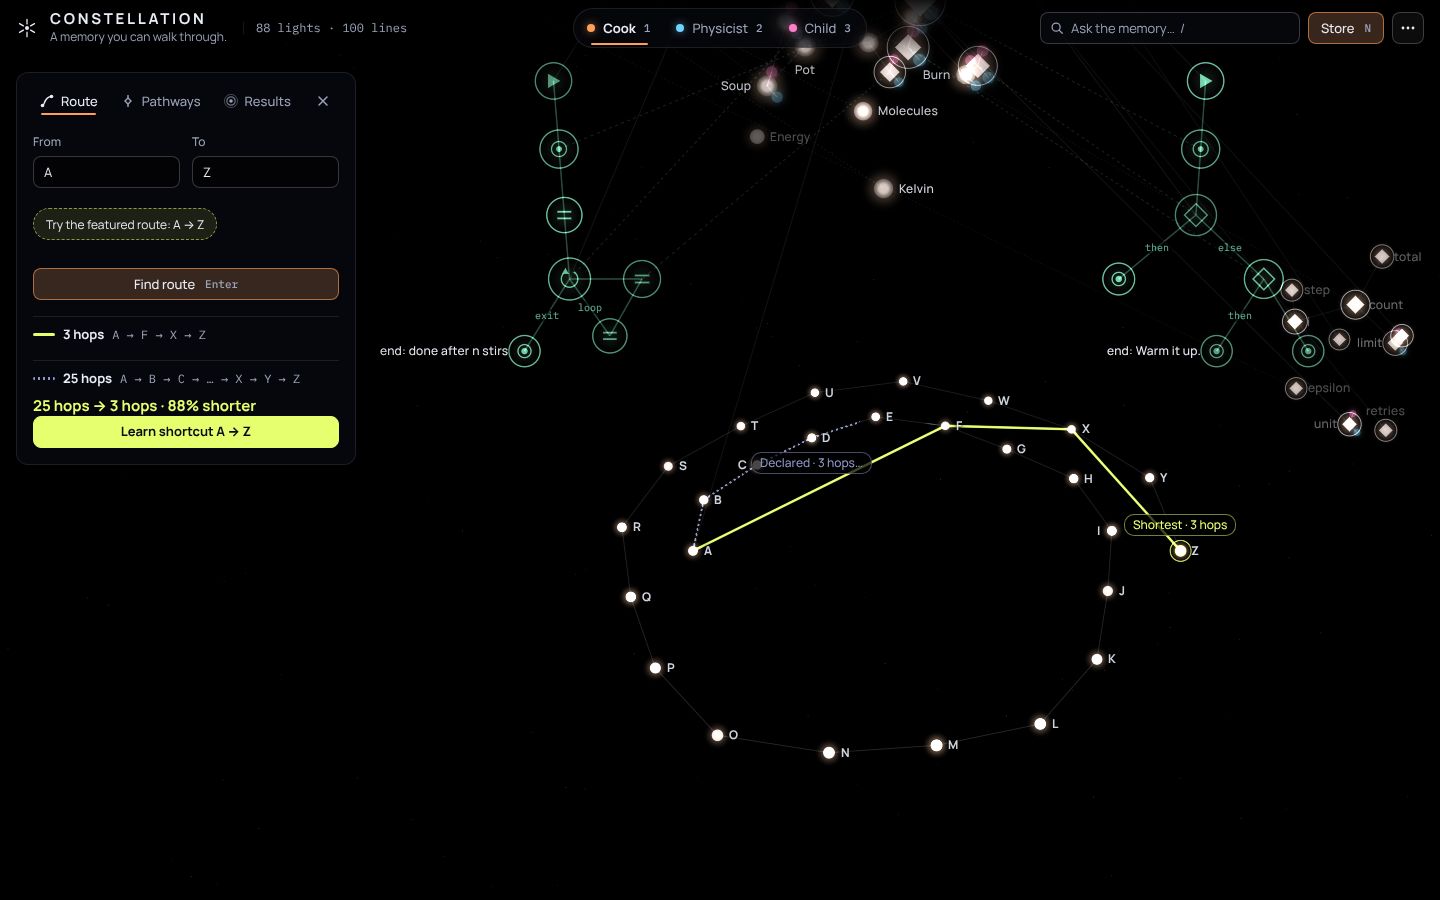 CONSTELLATION
A memory you can walk through.
88 lights · 100 lines
Cook 1
Physicist 2
Child 3
Ask the memory… /
Store N
Route
Pathways
Results
From
To
A
Z
Try the featured route: A → Z
Find route Enter
3 hops A → F → X → Z
25 hops A → B → C → … → X → Y → Z
25 hops → 3 hops · 88% shorter
Learn shortcut A → Z
Pot
Soup
Burn
Molecules
Energy
Kelvin
loop
exit
end: done after n stirs
then
else
then
end: Warm it up.
total
step
count
limit
epsilon
retries
unit
V
U
W
E
T
F
X
D
G
S
C
Declared · 3 hops…
H
Y
B
R
I
Shortest · 3 hops
A
Z
J
Q
K
P
L
O
M
N